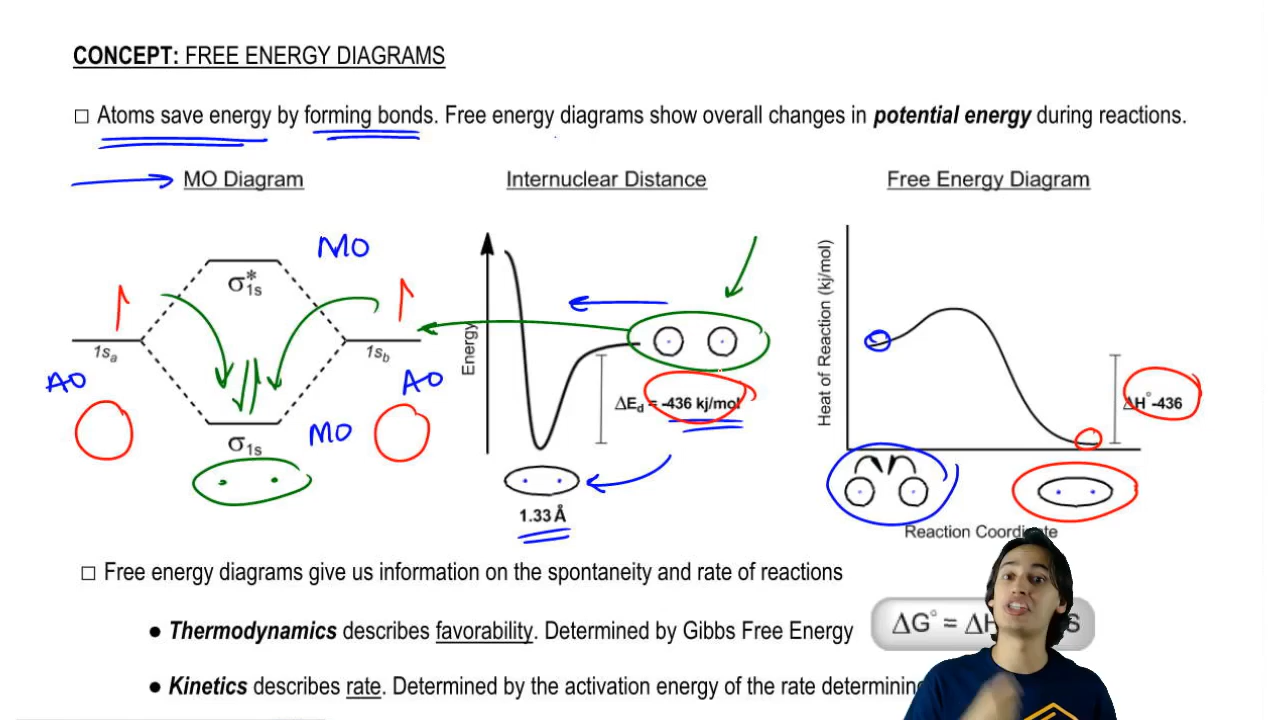 CONCEPT: FREE ENERGY DIAGRAMS
□ Atoms save energy by forming bonds. Free energy diagrams show overall changes in potential energy during reactions.
MO Diagram
Internuclear Distance
Free Energy Diagram
MO
σ*1s
1sa
1sb
AO
AO
σ1s
MO
Energy
ΔEd = -436 kj/mol
1.33 Å
Heat of Reaction (kj/mol)
ΔH°-436
Reaction Coordinate
□ Free energy diagrams give us information on the spontaneity and rate of reactions
● Thermodynamics describes favorability. Determined by Gibbs Free Energy
ΔG° = ΔH S
● Kinetics describes rate. Determined by the activation energy of the rate